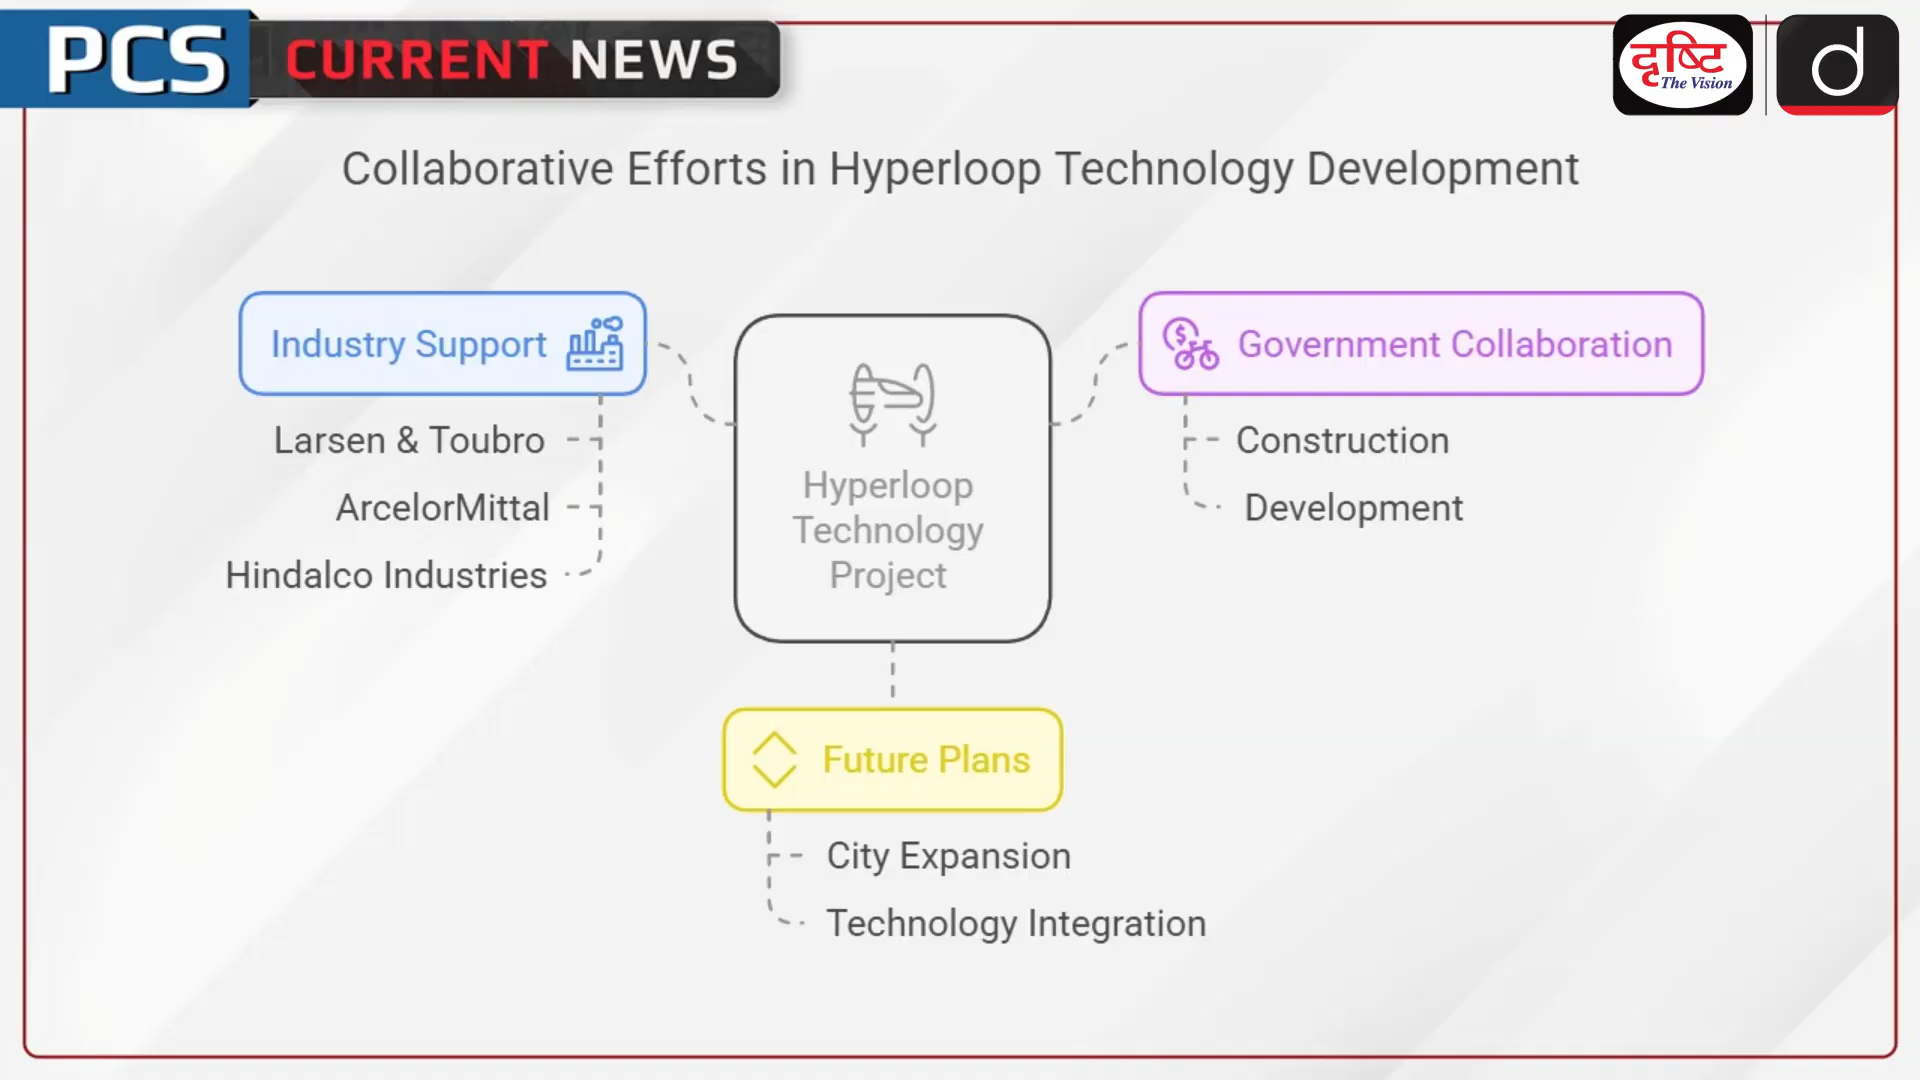 PCS CURRENT NEWS
दृष्टि
The Vision
d
Collaborative Efforts in Hyperloop Technology Development
Industry Support
Larsen & Toubro
ArcelorMittal
Hindalco Industries
Hyperloop
Technology
Project
Government Collaboration
Construction
Development
Future Plans
City Expansion
Technology Integration